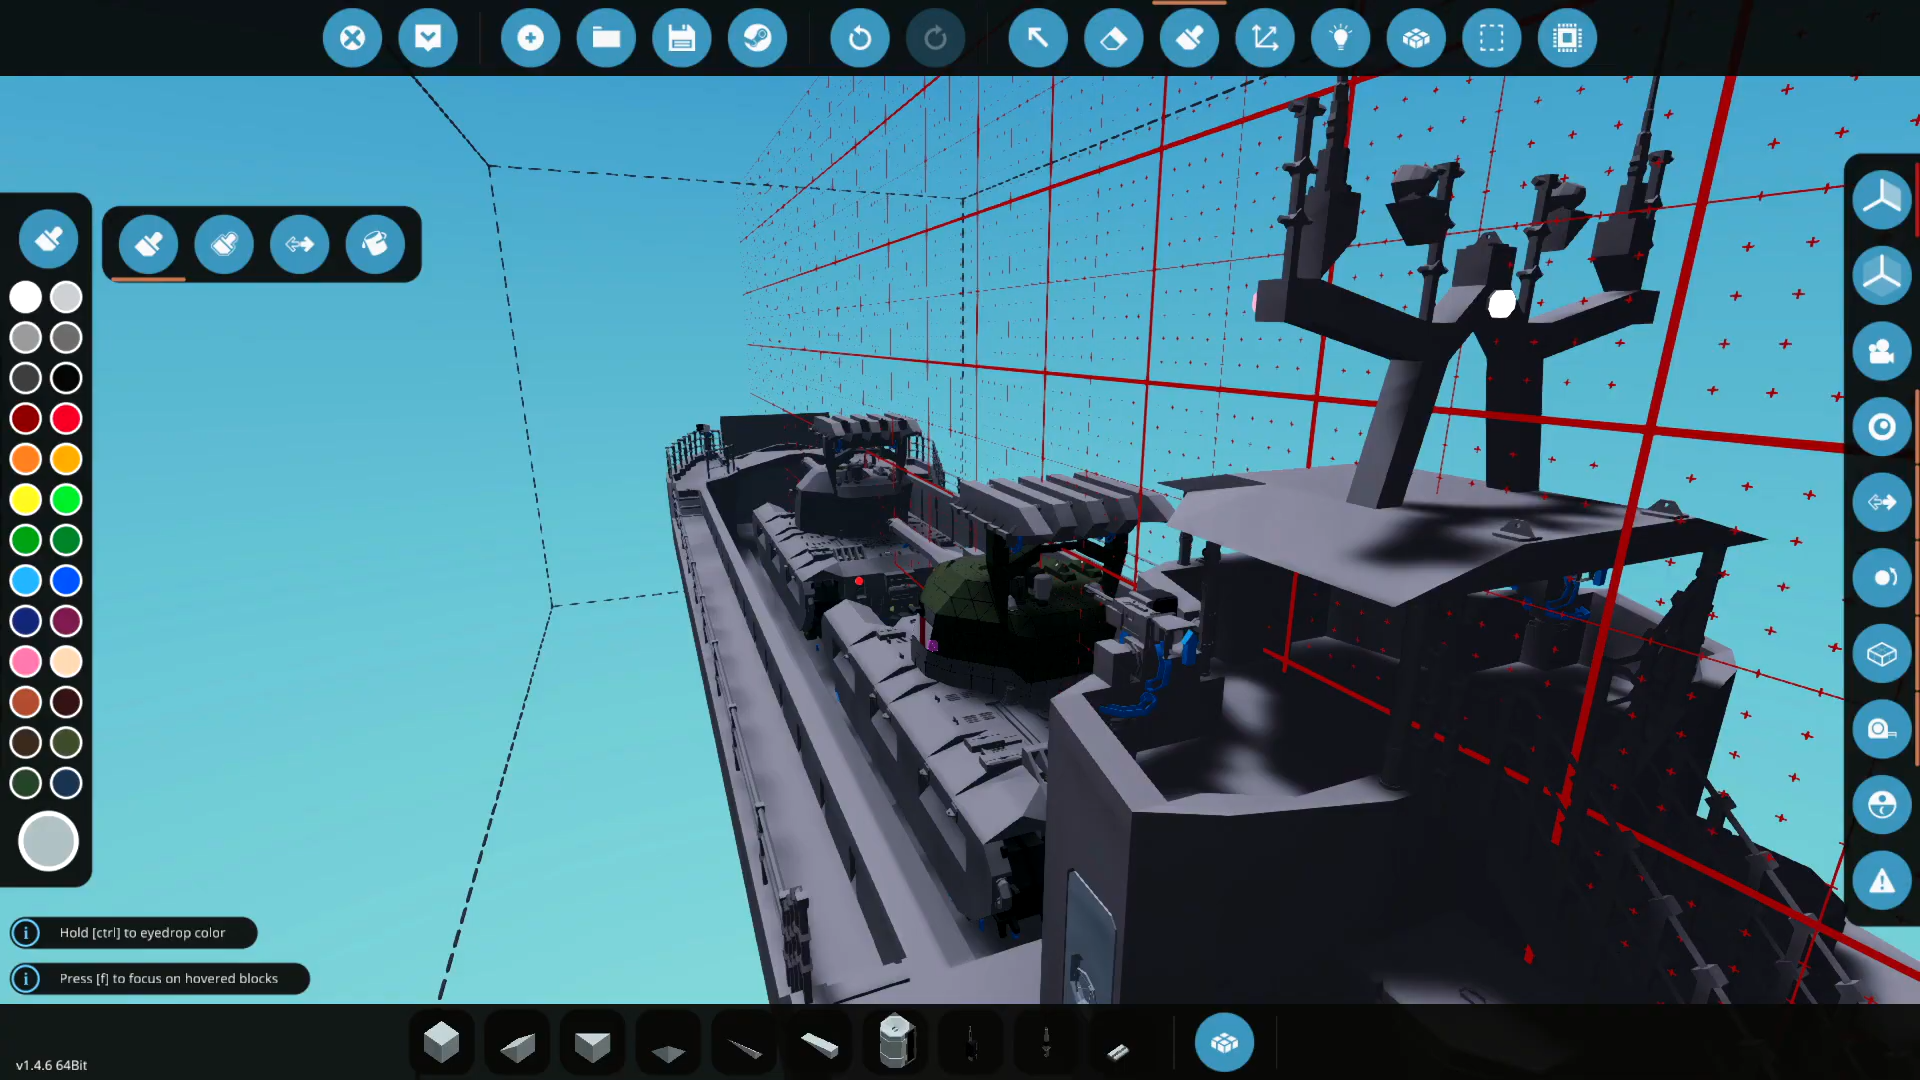 Hold [ctrl] to eyedrop color
Press [f] to focus on hovered blocks
v1.4.6 64Bit